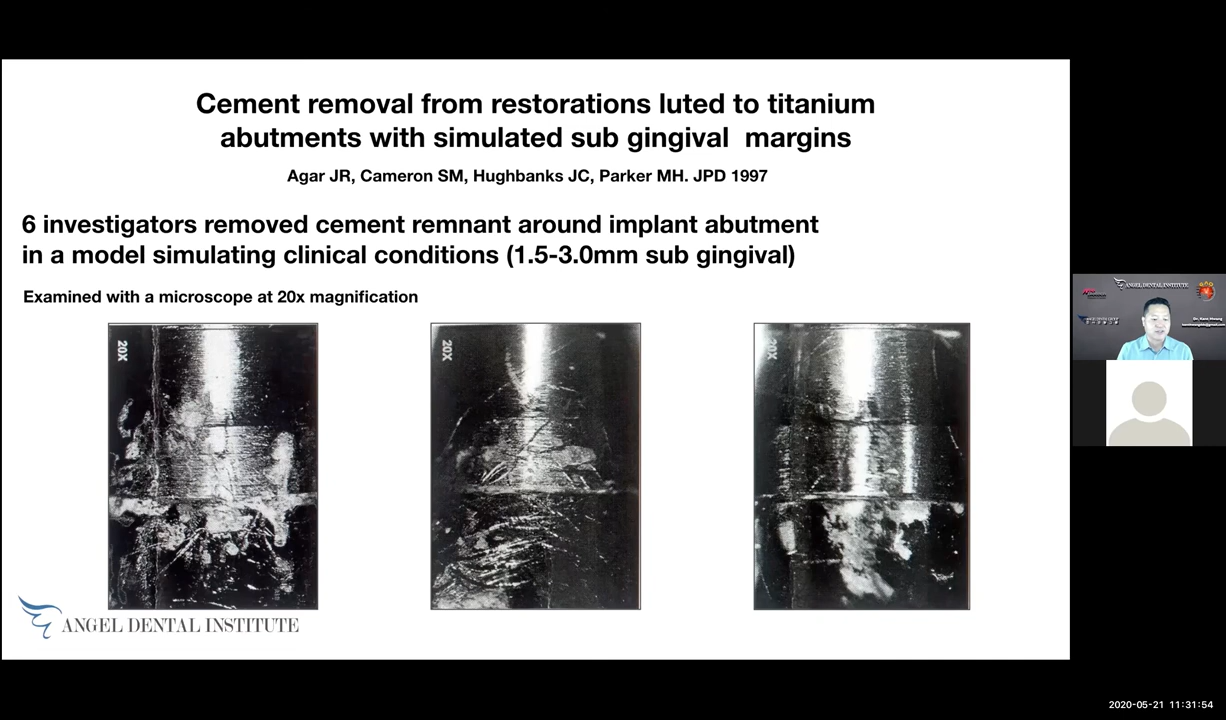 Cement removal from restorations luted to titanium
abutments with simulated sub gingival margins
Agar JR, Cameron SM, Hughbanks JC, Parker MH. JPD 1997
6 investigators removed cement remnant around implant abutment
in a model simulating clinical conditions (1.5-3.0mm sub gingival)
Examined with a microscope at 20x magnification
20X
20X
20X
ANGEL DENTAL INSTITUTE
ANGEL DENTAL INSTITUTE
2020-05-21 11:31:54